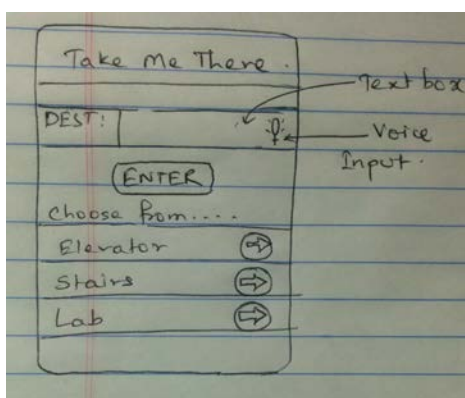 Take Me There.
Text box
DEST:
Voice
Input.
ENTER
Choose from....
Elevator
Stairs
Lab